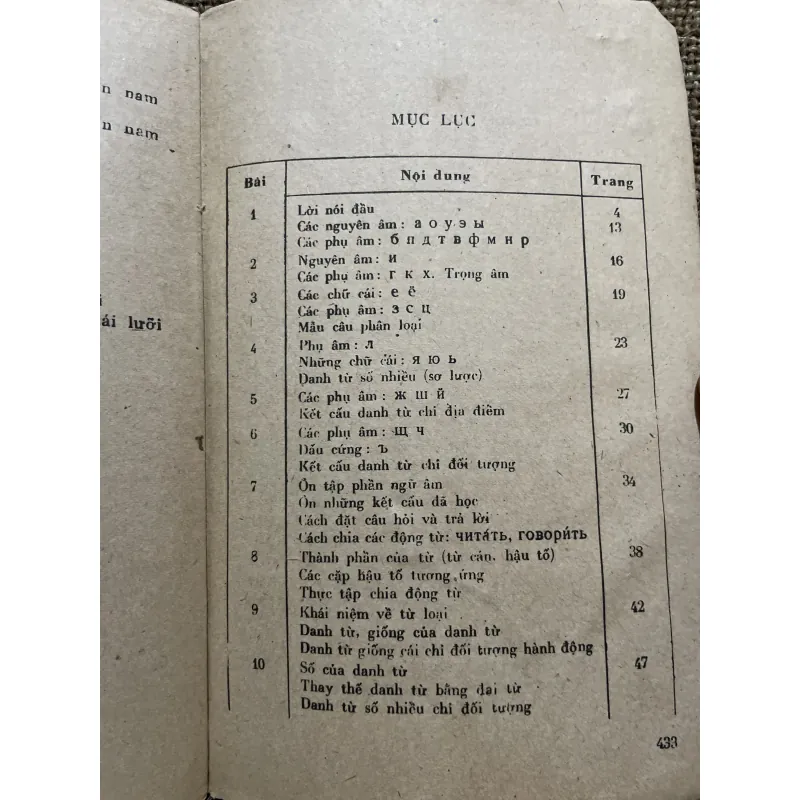 nam
nam
lưỡi
MỤC LỤC
Bài Nội dung Trang
Lời nói đầu 4
1 Các nguyên âm : а о у э ы 13
Các phụ âm : б п д т в ф м н р
2 Nguyên âm : и 16
Các phụ âm : г к х. Trọng âm
3 Các chữ cái : е ё 19
Các phụ âm : з с ц
Mẫu câu phân loại
4 Phụ âm : л 23
Những chữ cái : я ю ь
Danh từ số nhiều (sơ lược)
5 Các phụ âm : ж ш й 27
Kết cấu danh từ chỉ địa điểm
6 Các phụ âm : щ ч 30
Dấu cứng : ъ
Kết cấu danh từ chỉ đối tượng
7 Ôn tập phần ngữ âm 34
Ôn những kết cấu đã học
Cách đặt câu hỏi và trả lời
Cách chia các động từ: чита́ть, говори́ть
8 Thành phần của từ (từ căn, hậu tố) 38
Các cặp hậu tố tương ứng
Thực tập chia động từ
9 Khái niệm về từ loại 42
Danh từ, giống của danh từ
Danh từ giống cái chỉ đối tượng hành động
10 Số của danh từ 47
Thay thế danh từ bằng đại từ
Danh từ số nhiều chỉ đối tượng
433